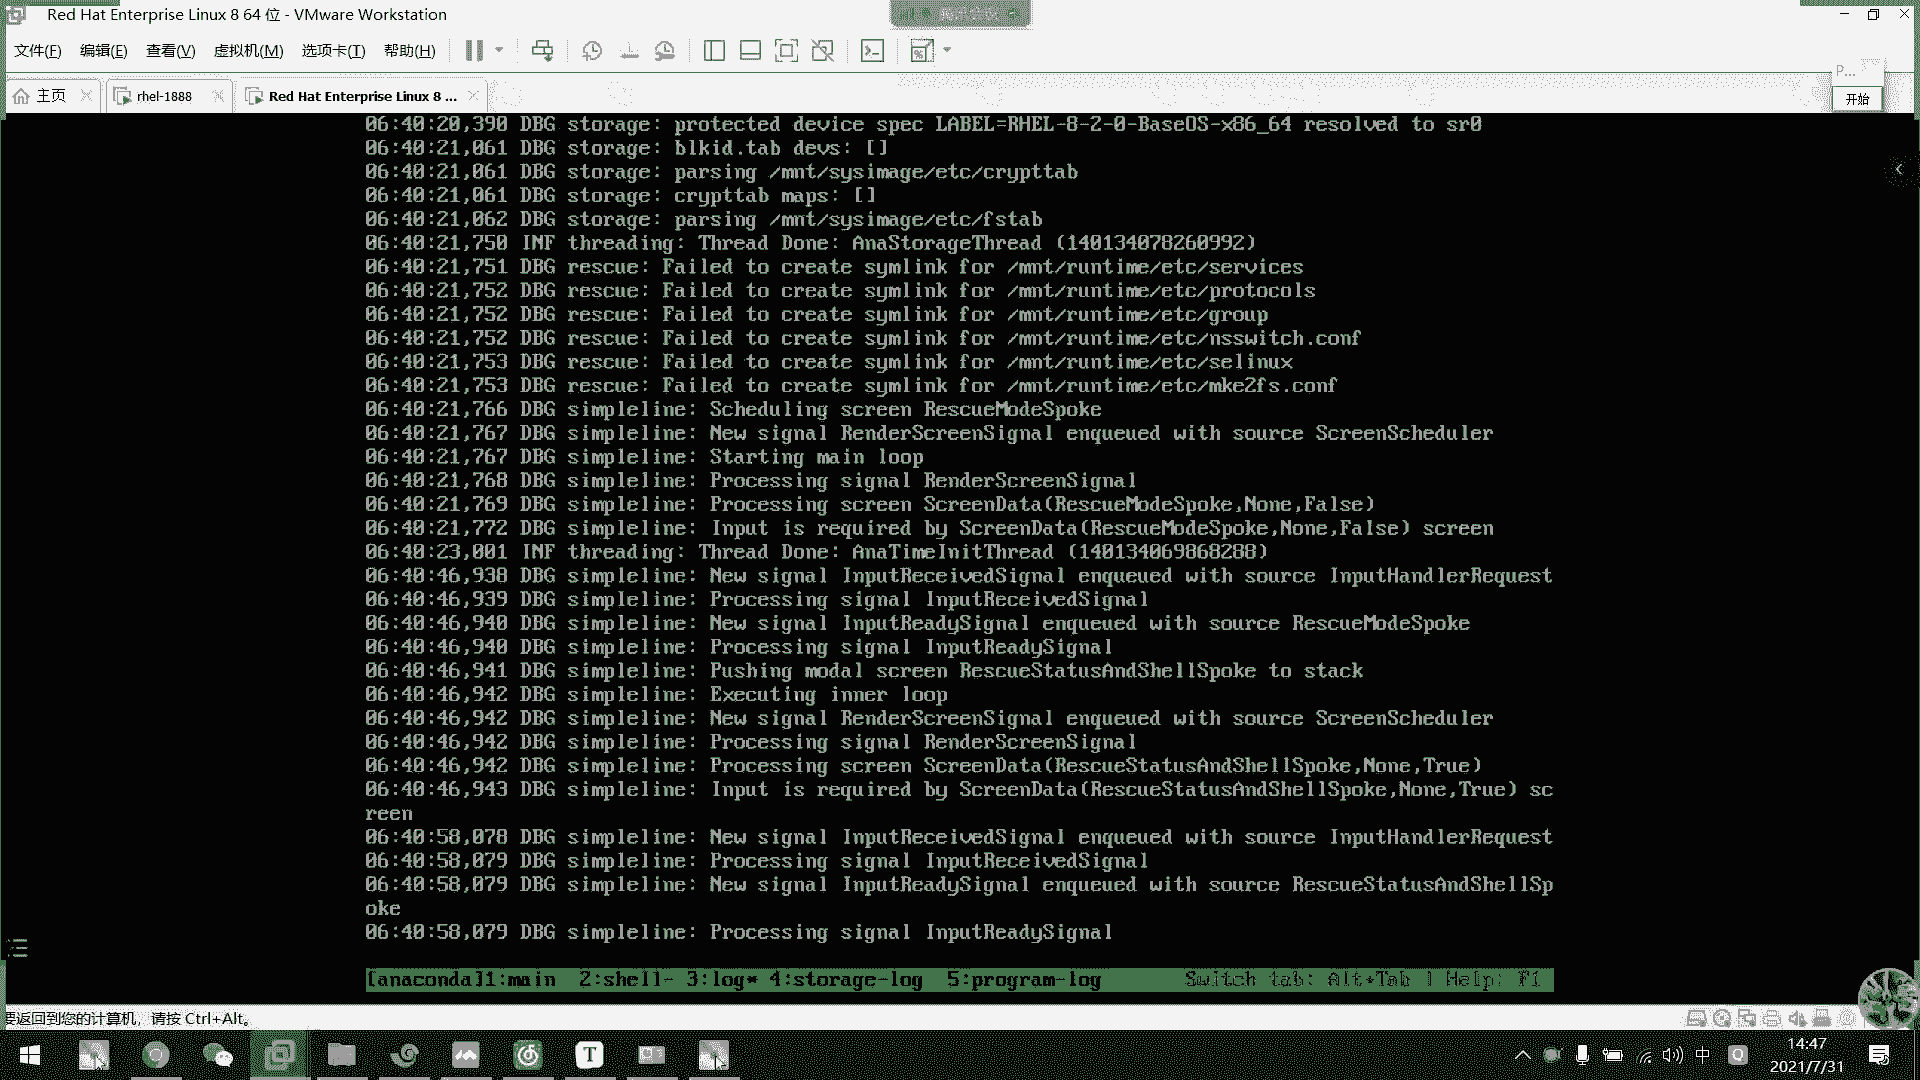 Red Hat Enterprise Linux 8 64 位 - VMware Workstation
文件(F) 编辑(E) 查看(V) 虚拟机(M) 选项卡(T) 帮助(H)
P...
主页 rhel-1888 Red Hat Enterprise Linux 8 ...
开始
06:40:20,390 DBG storage: protected device spec LABEL=RHEL-8-2-0-BaseOS-x86_64 resolved to sr0
06:40:21,061 DBG storage: blkid.tab devs: []
06:40:21,061 DBG storage: parsing /mnt/sysimage/etc/crypttab
06:40:21,061 DBG storage: crypttab maps: []
06:40:21,062 DBG storage: parsing /mnt/sysimage/etc/fstab
06:40:21,750 INF threading: Thread Done: AnaStorageThread (140134078260992)
06:40:21,751 DBG rescue: Failed to create symlink for /mnt/runtime/etc/services
06:40:21,752 DBG rescue: Failed to create symlink for /mnt/runtime/etc/protocols
06:40:21,752 DBG rescue: Failed to create symlink for /mnt/runtime/etc/group
06:40:21,752 DBG rescue: Failed to create symlink for /mnt/runtime/etc/nsswitch.conf
06:40:21,753 DBG rescue: Failed to create symlink for /mnt/runtime/etc/selinux
06:40:21,753 DBG rescue: Failed to create symlink for /mnt/runtime/etc/mke2fs.conf
06:40:21,766 DBG simpleline: Scheduling screen RescueModeSpoke
06:40:21,767 DBG simpleline: New signal RenderScreenSignal enqueued with source ScreenScheduler
06:40:21,767 DBG simpleline: Starting main loop
06:40:21,768 DBG simpleline: Processing signal RenderScreenSignal
06:40:21,769 DBG simpleline: Processing screen ScreenData(RescueModeSpoke,None,False)
06:40:21,772 DBG simpleline: Input is required by ScreenData(RescueModeSpoke,None,False) screen
06:40:23,001 INF threading: Thread Done: AnaTimeInitThread (140134069868288)
06:40:46,938 DBG simpleline: New signal InputReceivedSignal enqueued with source InputHandlerRequest
06:40:46,939 DBG simpleline: Processing signal InputReceivedSignal
06:40:46,940 DBG simpleline: New signal InputReadySignal enqueued with source RescueModeSpoke
06:40:46,940 DBG simpleline: Processing signal InputReadySignal
06:40:46,941 DBG simpleline: Pushing modal screen RescueStatusAndShellSpoke to stack
06:40:46,942 DBG simpleline: Executing inner loop
06:40:46,942 DBG simpleline: New signal RenderScreenSignal enqueued with source ScreenScheduler
06:40:46,942 DBG simpleline: Processing signal RenderScreenSignal
06:40:46,942 DBG simpleline: Processing screen ScreenData(RescueStatusAndShellSpoke,None,True)
06:40:46,943 DBG simpleline: Input is required by ScreenData(RescueStatusAndShellSpoke,None,True) sc
reen
06:40:58,078 DBG simpleline: New signal InputReceivedSignal enqueued with source InputHandlerRequest
06:40:58,079 DBG simpleline: Processing signal InputReceivedSignal
06:40:58,079 DBG simpleline: New signal InputReadySignal enqueued with source RescueStatusAndShellSp
oke
06:40:58,079 DBG simpleline: Processing signal InputReadySignal
[anaconda]1:main 2:shell- 3:log* 4:storage-log 5:program-log Switch tab: Alt+Tab | Help: F1
要返回到您的计算机，请按 Ctrl+Alt。
中
14:47
2021/7/31